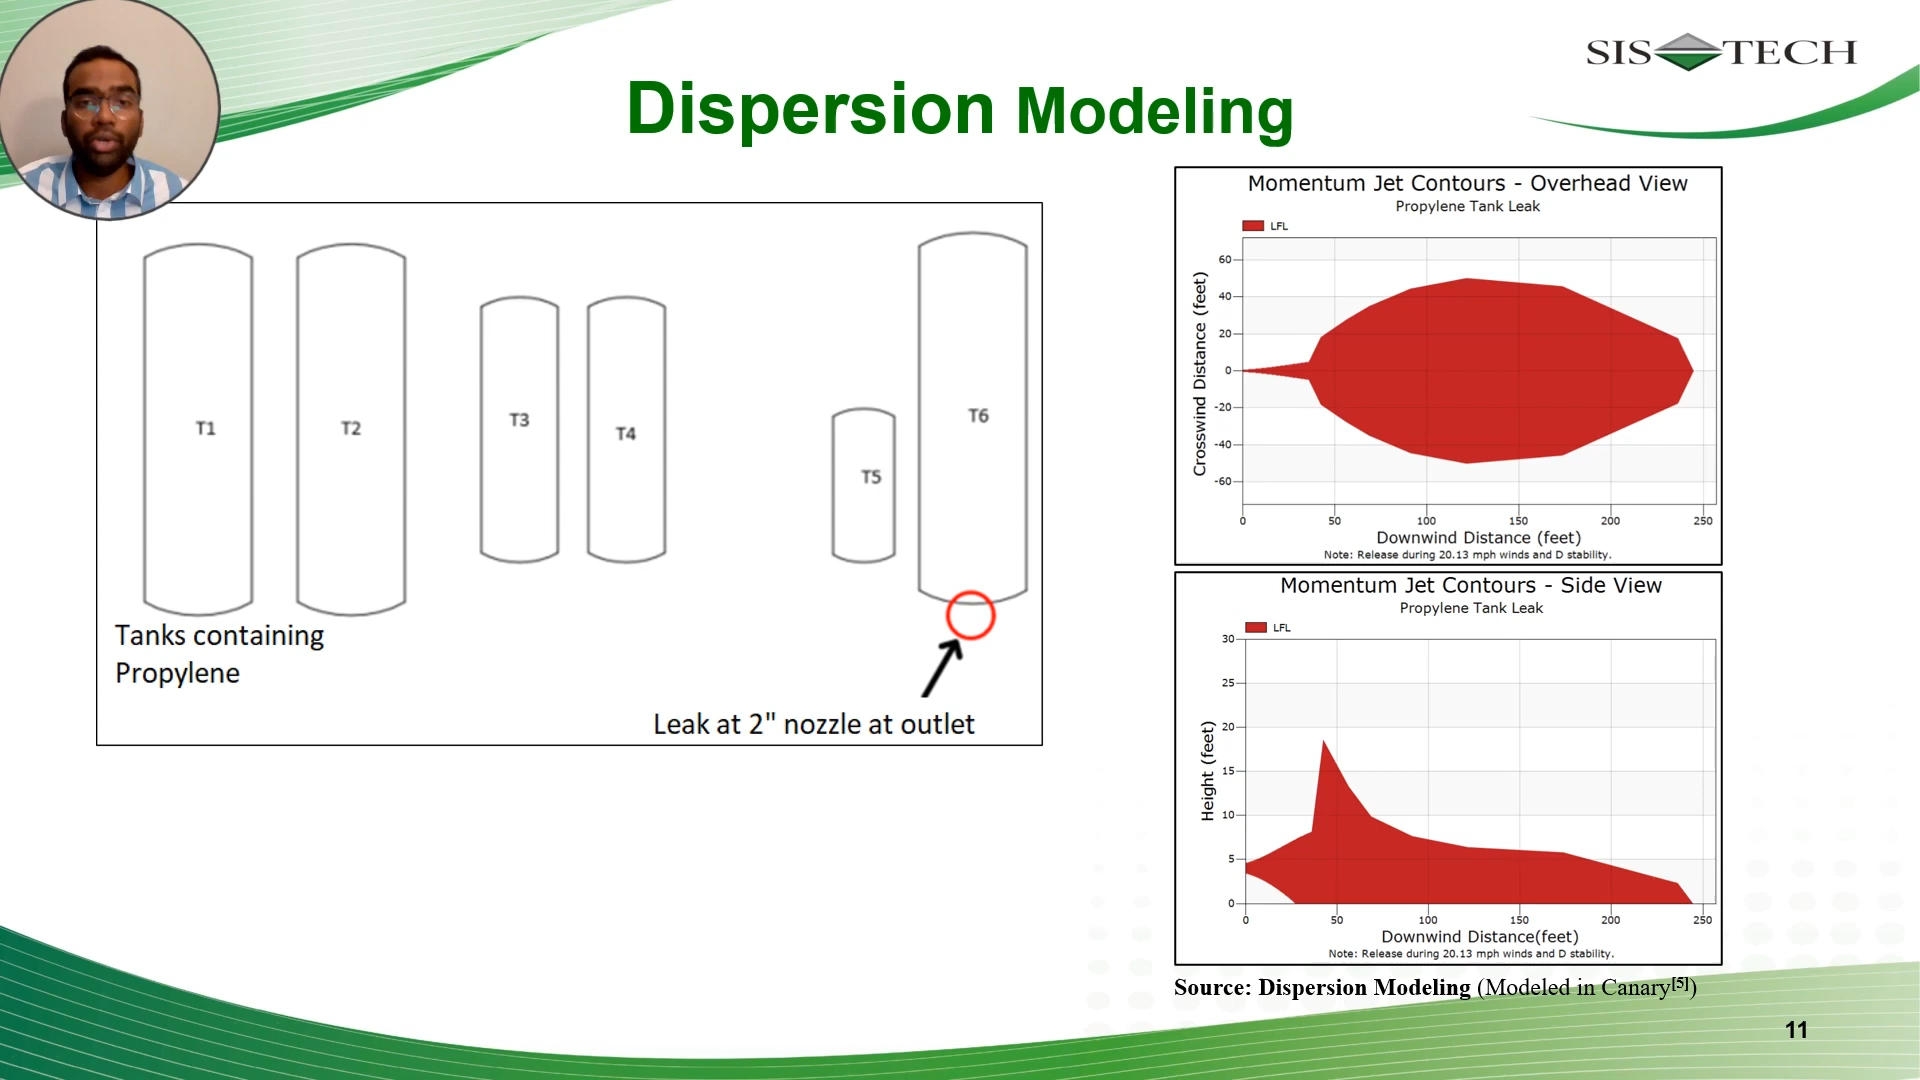 SIS TECH
Dispersion Modeling
T1
T2
T3
T4
T5
T6
Tanks containing
Propylene
Leak at 2" nozzle at outlet
Momentum Jet Contours - Overhead View
Propylene Tank Leak
LFL
Crosswind Distance (feet)
60
40
20
0
-20
-40
-60
0 50 100 150 200 250
Downwind Distance (feet)
Note: Release during 20.13 mph winds and D stability.
Momentum Jet Contours - Side View
Propylene Tank Leak
LFL
Height (feet)
30
25
20
15
10
5
0
0 50 100 150 200 250
Downwind Distance(feet)
Note: Release during 20.13 mph winds and D stability.
Source: Dispersion Modeling (Modeled in Canary[5])
11